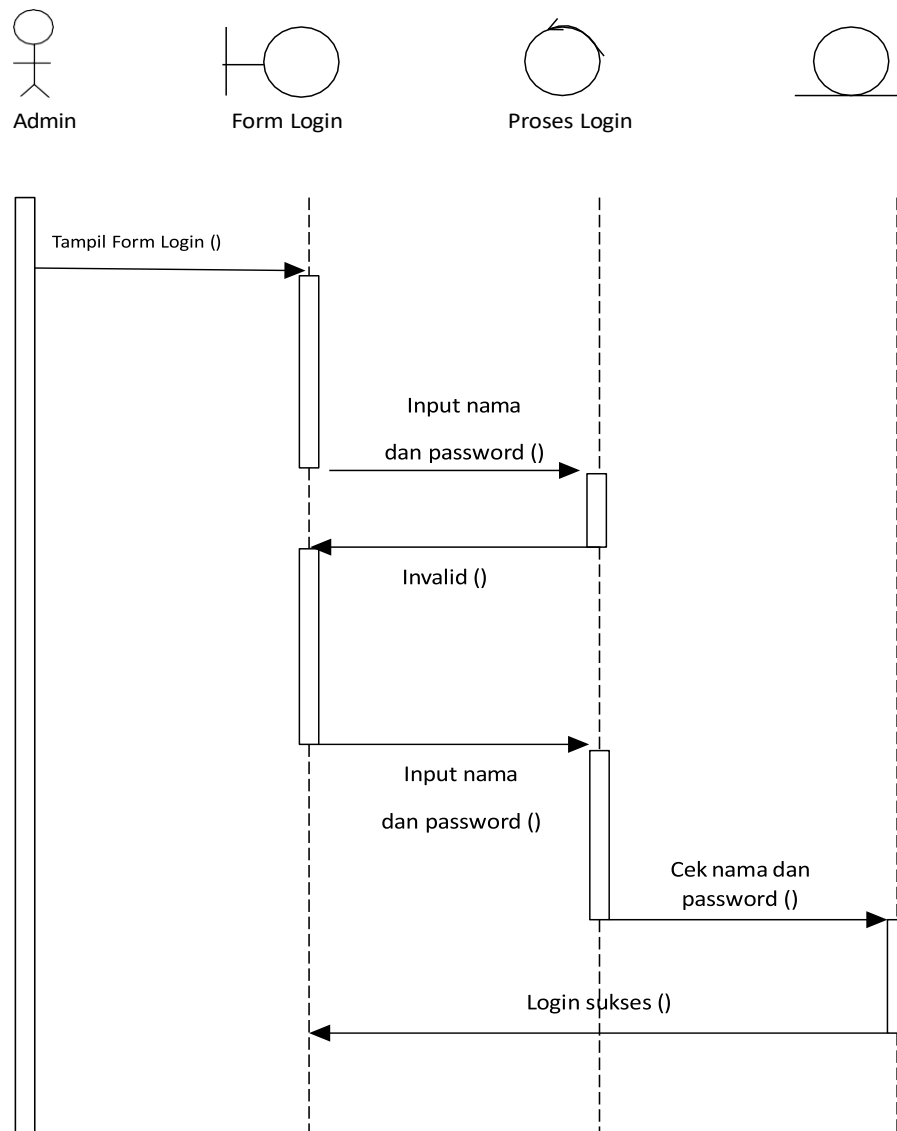 Admin
Form Login
Proses Login
Tampil Form Login ()
Input nama
dan password ()
Invalid ()
Input nama
dan password ()
Cek nama dan
password ()
Login sukses ()